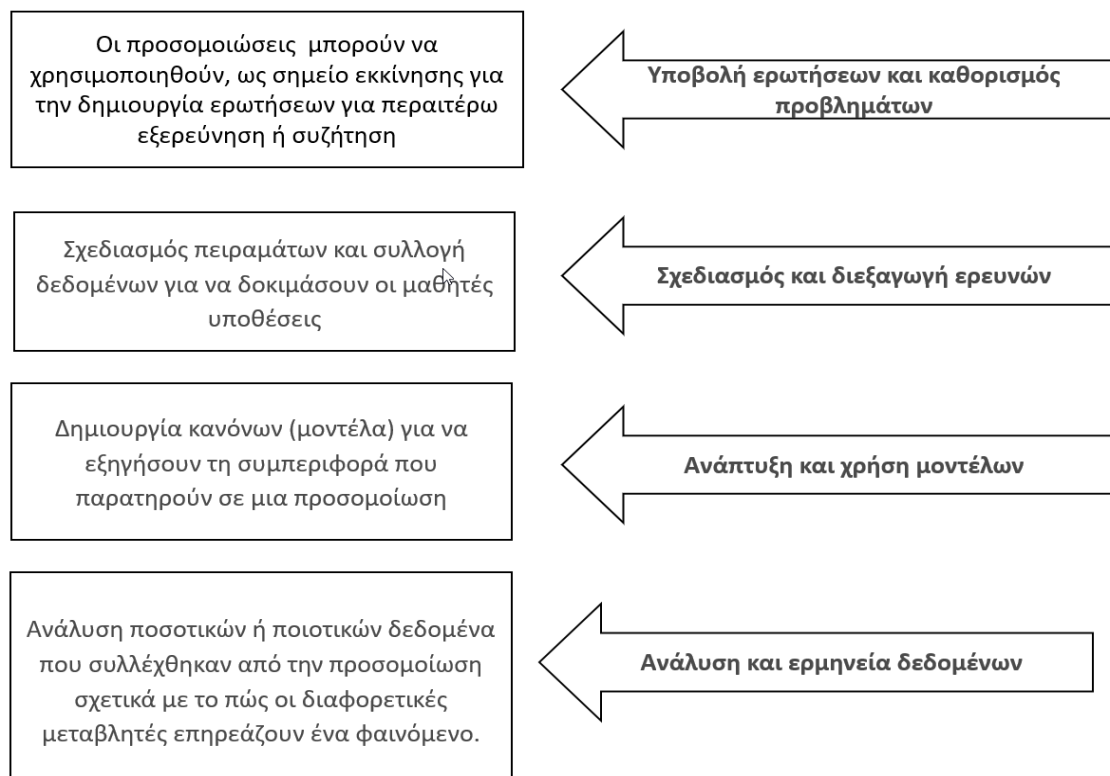 Οι προσομοιώσεις μπορούν να
χρησιμοποιηθούν, ως σημείο εκκίνησης για
την δημιουργία ερωτήσεων για περαιτέρω
εξερεύνηση ή συζήτηση
Υποβολή ερωτήσεων και καθορισμός
προβλημάτων
Σχεδιασμός πειραμάτων και συλλογή
δεδομένων για να δοκιμάσουν οι μαθητές
υποθέσεις
Σχεδιασμός και διεξαγωγή ερευνών
Δημιουργία κανόνων (μοντέλα) για να
εξηγήσουν τη συμπεριφορά που
παρατηρούν σε μια προσομοίωση
Ανάπτυξη και χρήση μοντέλων
Ανάλυση ποσοτικών ή ποιοτικών δεδομένα
που συλλέχθηκαν από την προσομοίωση
σχετικά με το πώς οι διαφορετικές
μεταβλητές επηρεάζουν ένα φαινόμενο.
Ανάλυση και ερμηνεία δεδομένων